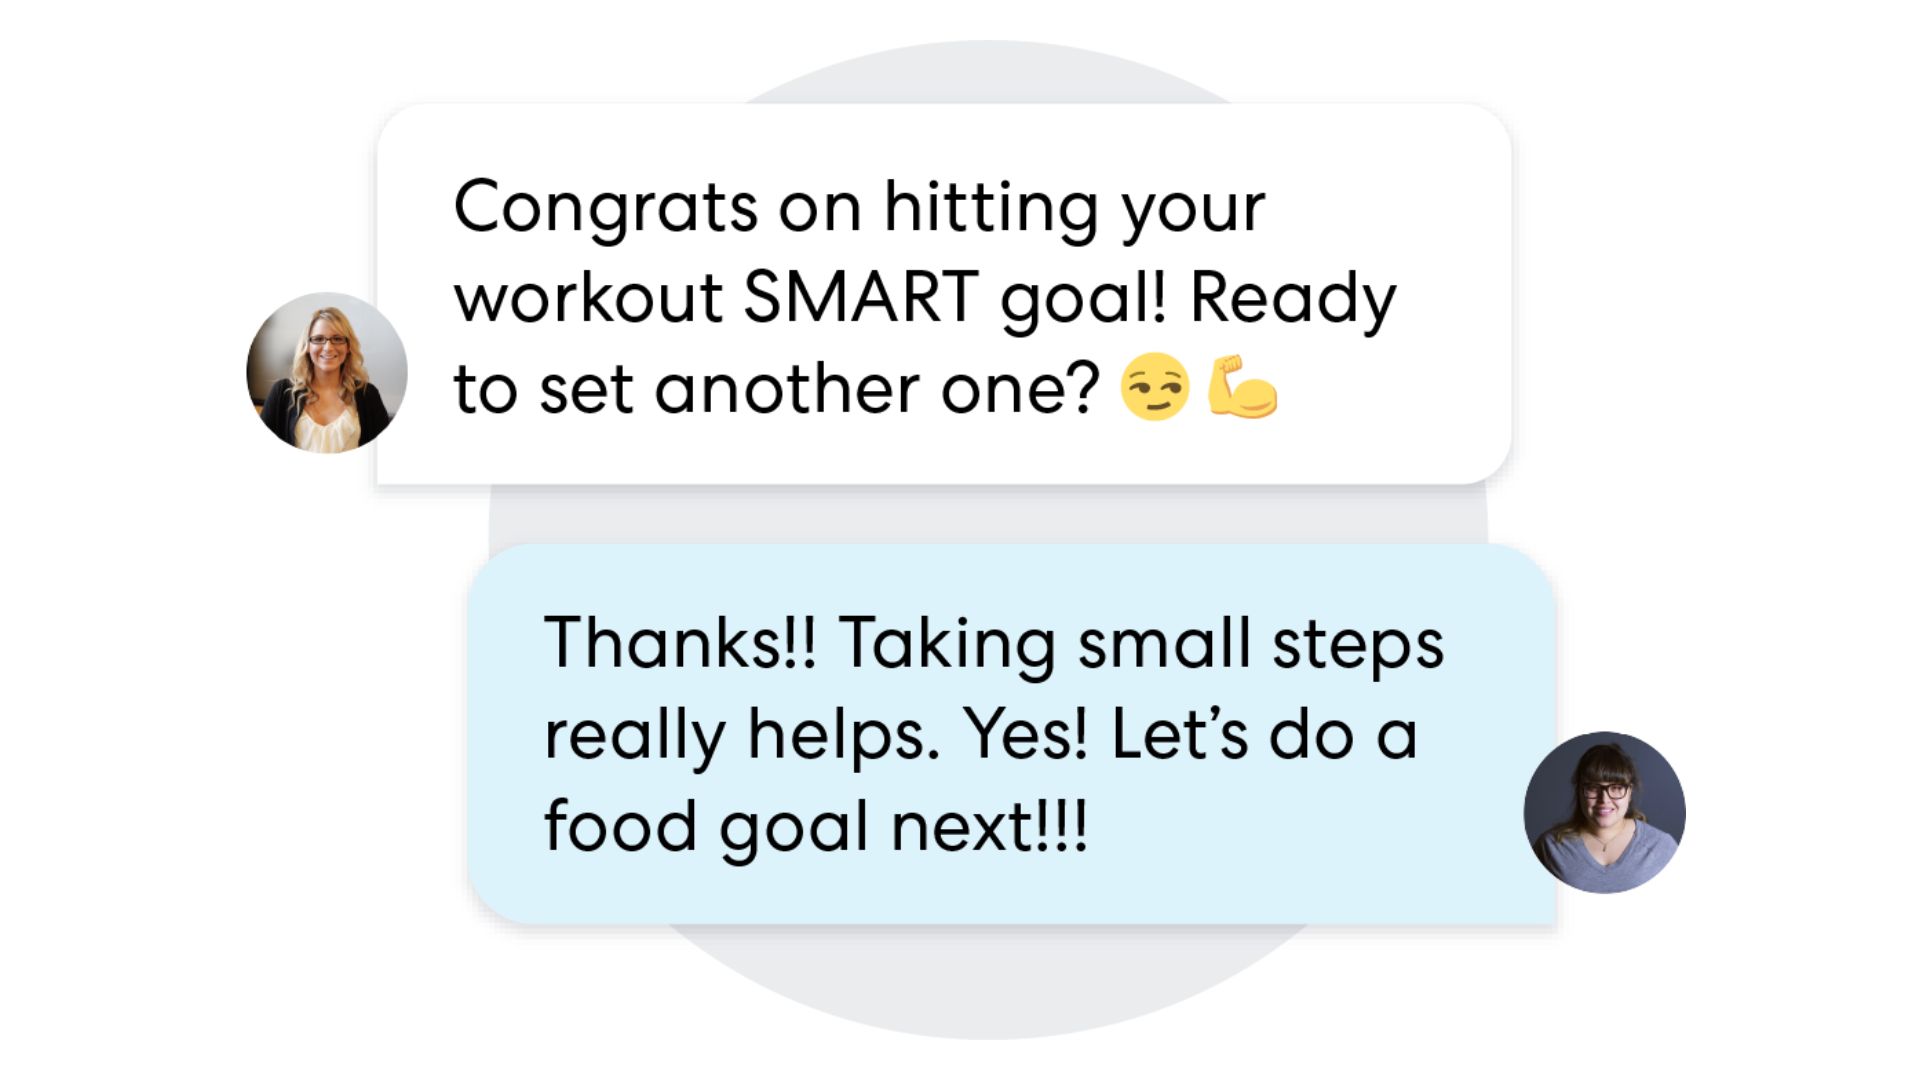 Congrats on hitting your
workout SMART goal! Ready
to set another one? 😏 💪
Thanks!! Taking small steps
really helps. Yes! Let’s do a
food goal next!!!